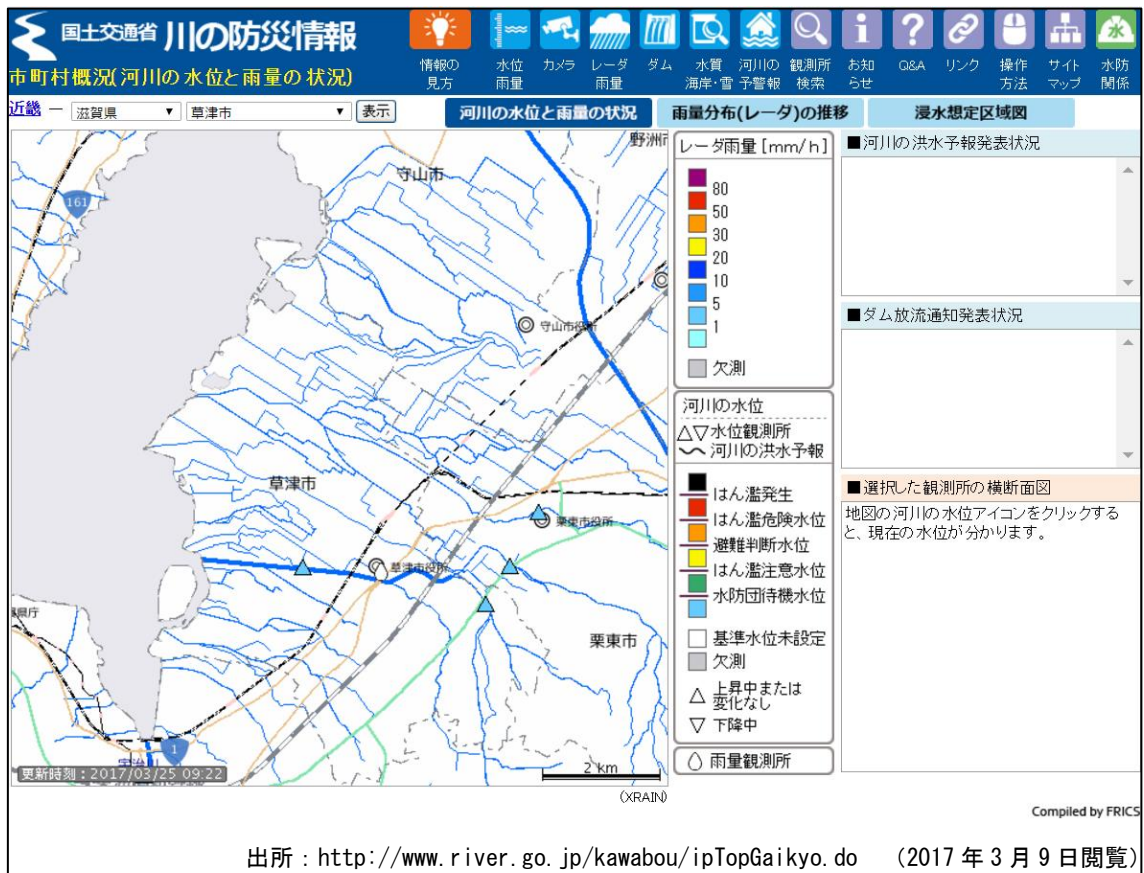 国土交通省 川の防災情報
市町村概況(河川の水位と雨量の状況)
情報の見方
水位雨量
カメラ
レーダ雨量
ダム
水質海岸・雪
河川の予警報
観測所検索
お知らせ
Q&A
リンク
操作方法
サイトマップ
水防関係
近畿 − 滋賀県 ▼ 草津市 ▼ 表示
河川の水位と雨量の状況
雨量分布(レーダ)の推移
浸水想定区域図
161
守山市
守山市役所
草津市
栗東市役所
草津市役所
栗東市
県庁
1
更新時刻:2017/03/25 09:22
2 km
(XRAIN)
レーダ雨量[mm/h]
80
50
30
20
10
5
1
欠測
河川の水位
△▽水位観測所
河川の洪水予報
はん濫発生
はん濫危険水位
避難判断水位
はん濫注意水位
水防団待機水位
基準水位未設定
欠測
△ 上昇中または変化なし
▽ 下降中
雨量観測所
■河川の洪水予報発表状況
■ダム放流通知発表状況
■選択した観測所の横断面図
地図の河川の水位アイコンをクリックする
と、現在の水位が分かります。
Compiled by FRICS
出所:http://www.river.go.jp/kawabou/ipTopGaikyo.do (2017年3月9日閲覧)